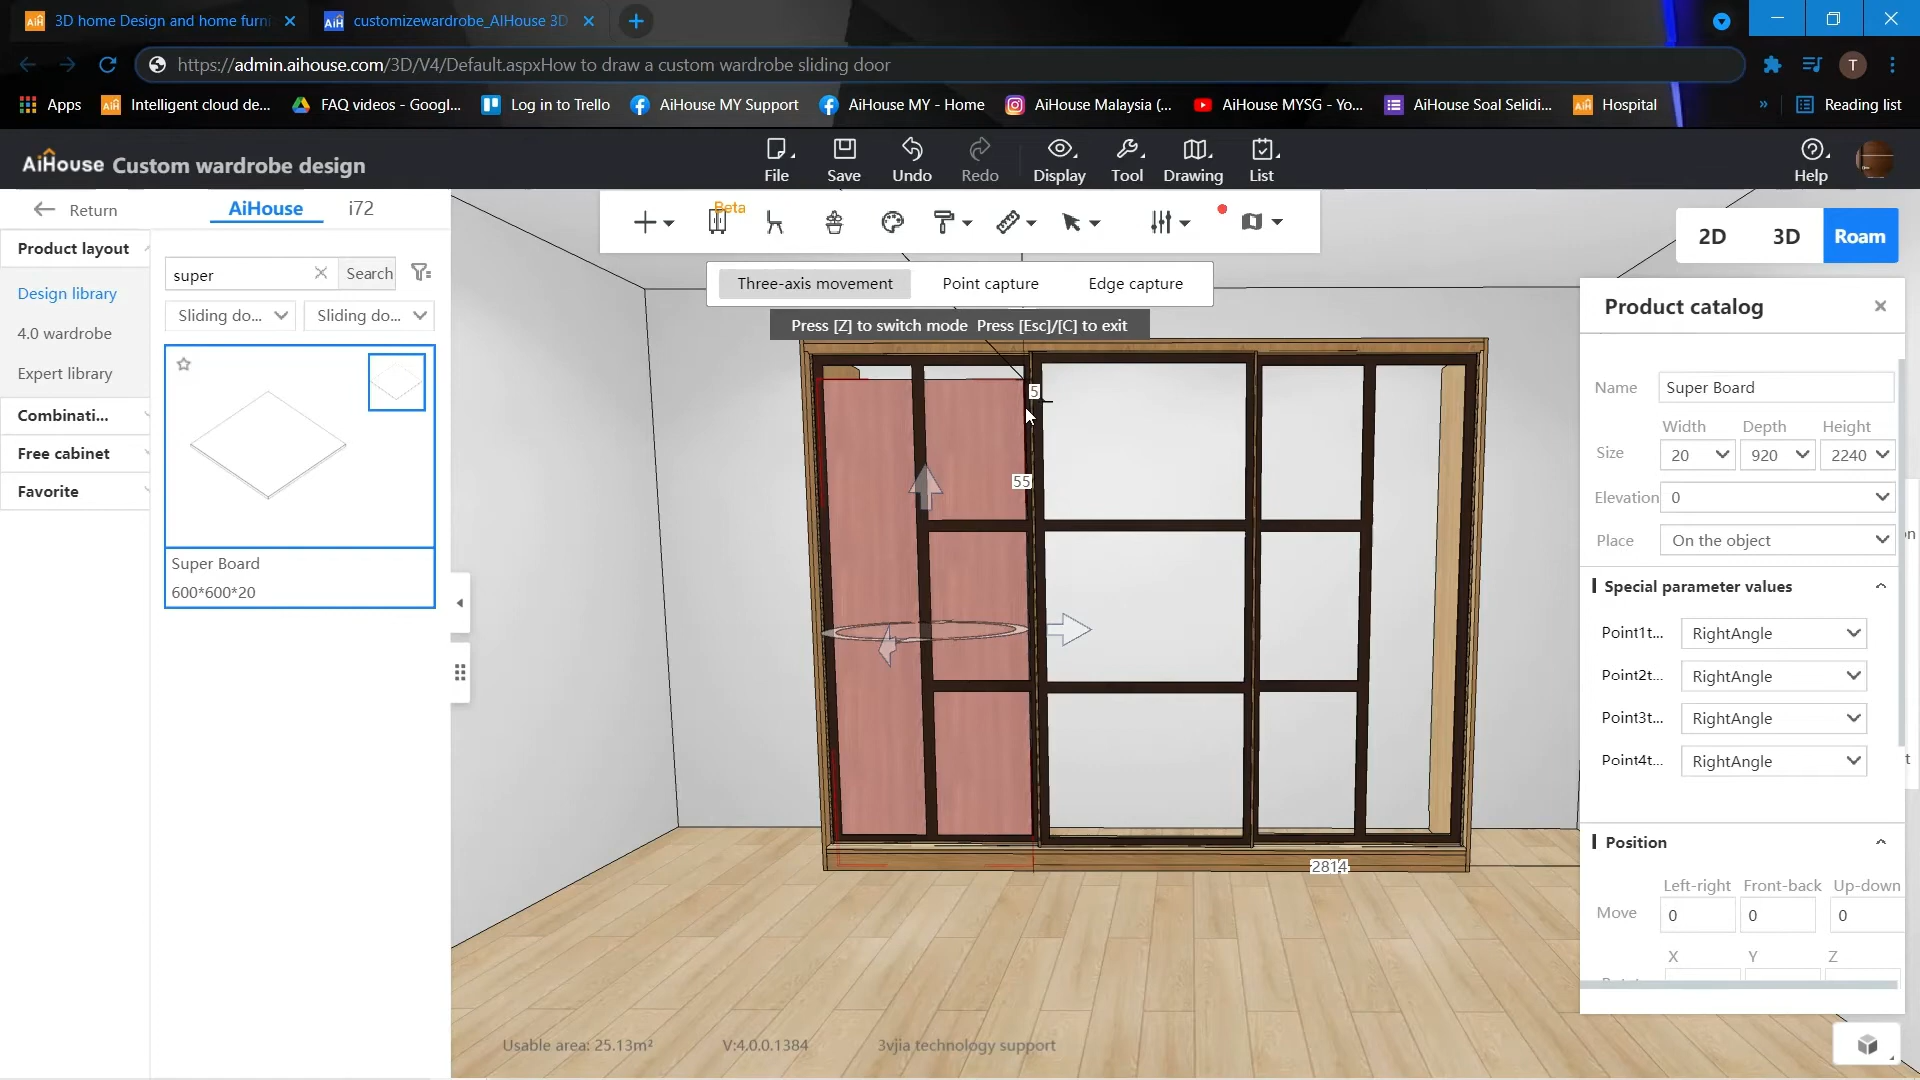 3D home Design and home furni
customizewardrobe_AIHouse 3D
https://admin.aihouse.com/3D/V4/Default.aspxHow to draw a custom wardrobe sliding door
T
Apps
Intelligent cloud de...
FAQ videos - Googl...
Log in to Trello
AiHouse MY Support
AiHouse MY - Home
AiHouse Malaysia (...
AiHouse MYSG - Yo...
AiHouse Soal Selidi...
Hospital
»
Reading list
AiHouse Custom wardrobe design
File
Save
Undo
Redo
Display
Tool
Drawing
List
Help
Return
AiHouse
i72
Beta
2D
3D
Roam
Product layout
Design library
4.0 wardrobe
Expert library
Combinati...
Free cabinet
Favorite
super
Search
Sliding do...
Sliding do...
Super Board
600*600*20
Three-axis movement
Point capture
Edge capture
Press [Z] to switch mode Press [Esc]/[C] to exit
5
55
2814
Product catalog
Name
Super Board
Width
Depth
Height
Size
20
920
2240
Elevation
0
Place
On the object
Special parameter values
Point1t...
RightAngle
Point2t...
RightAngle
Point3t...
RightAngle
Point4t...
RightAngle
Position
Left-right
Front-back
Up-down
Move
0
0
0
X
Y
Z
Usable area: 25.13m²
V:4.0.0.1384
3vjia technology support